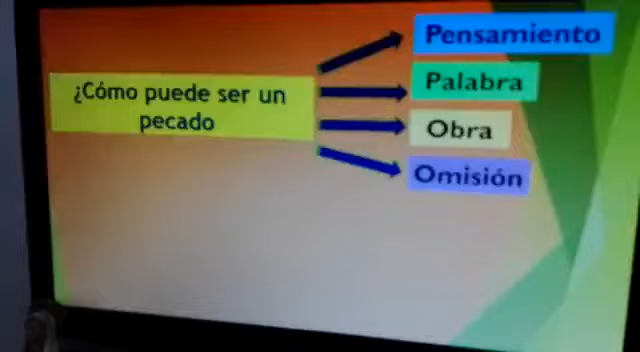 ¿Cómo puede ser un
pecado
Pensamiento
Palabra
Obra
Omisión